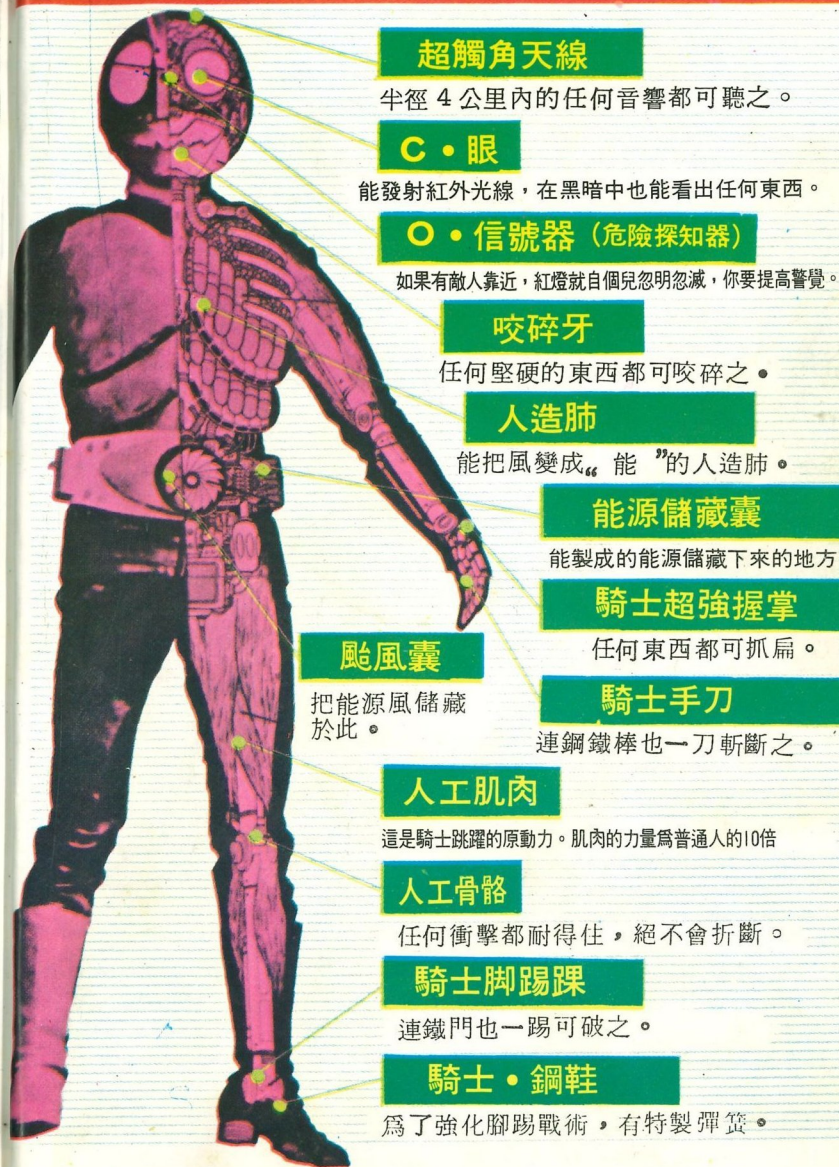 超觸角天線
半徑4公里內的任何音響都可聽之。
C•眼
能發射紅外光線，在黑暗中也能看出任何東西。
O•信號器（危險探知器）
如果有敵人靠近，紅燈就自個兒忽明忽滅，你要提高警覺。
咬碎牙
任何堅硬的東西都可咬碎之。
人造肺
能把風變成“能”的人造肺。
能源儲藏囊
能製成的能源儲藏下來的地方
騎士超強握掌
任何東西都可抓扁。
颱風囊
把能源風儲藏
於此。
騎士手刀
連鋼鐵棒也一刀斬斷之。
人工肌肉
這是騎士跳躍的原動力。肌肉的力量爲普通人的10倍
人工骨骼
任何衝擊都耐得住，絕不會折斷。
騎士脚踢踝
連鐵門也一踢可破之。
騎士•鋼鞋
爲了強化腳踢戰術，有特製彈簧。